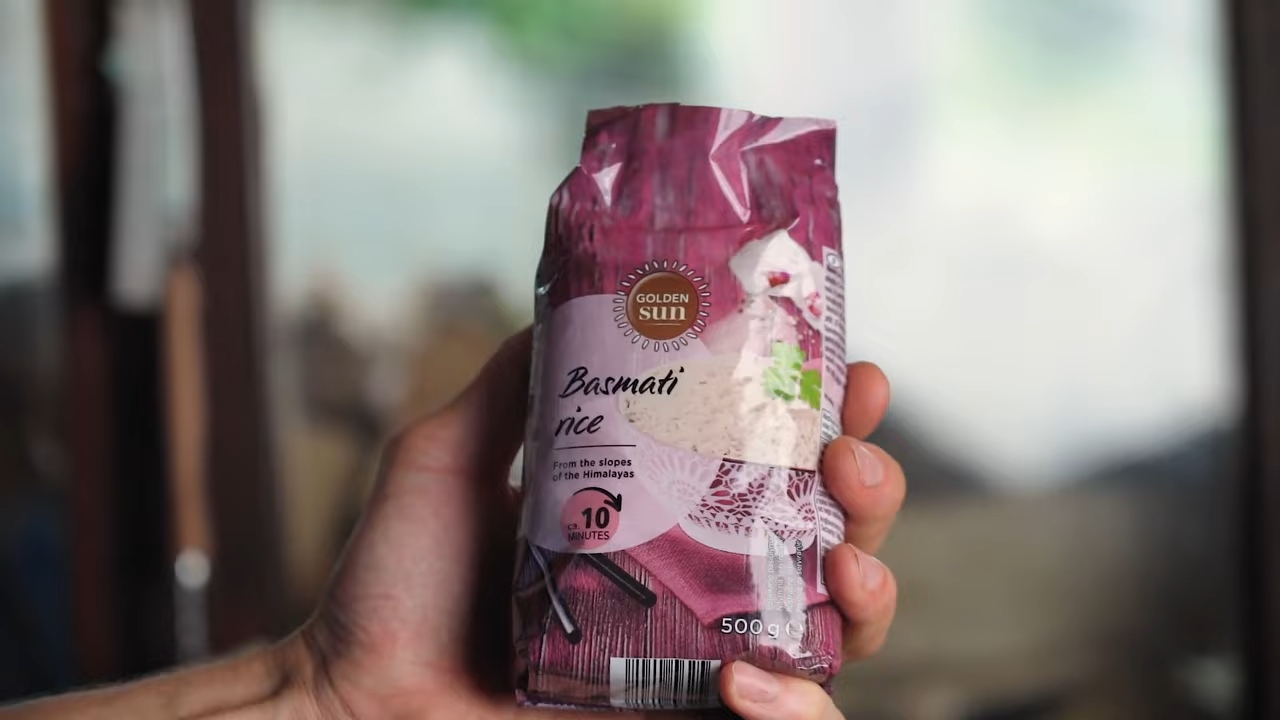 GOLDEN
sun
Basmati
rice
From the slopes
of the Himalayas
ca. 10
MINUTES
500g e